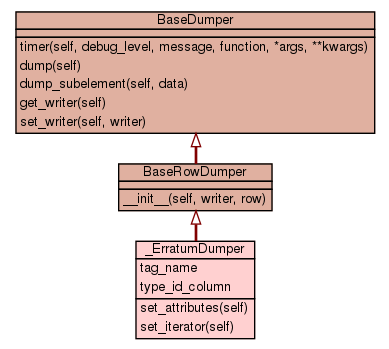 BaseDumper
timer(self, debug_level, message, function, *args, **kwargs)
dump(self)
dump_subelement(self, data)
get_writer(self)
set_writer(self, writer)
BaseRowDumper
__init__(self, writer, row)
_ErratumDumper
tag_name
type_id_column
set_attributes(self)
set_iterator(self)